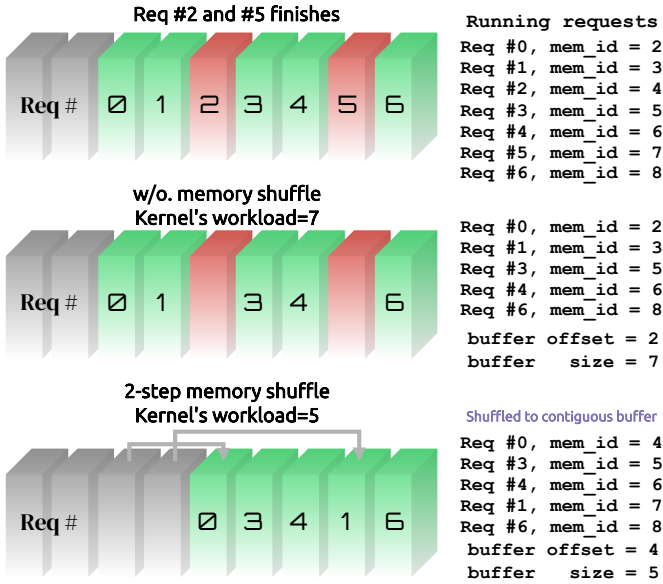 Req #2 and #5 finishes
Req # 0 1 2 3 4 5 6
Running requests
Req #0, mem_id = 2
Req #1, mem_id = 3
Req #2, mem_id = 4
Req #3, mem_id = 5
Req #4, mem_id = 6
Req #5, mem_id = 7
Req #6, mem_id = 8
w/o. memory shuffle
Kernel's workload=7
Req # 0 1 3 4 6
Req #0, mem_id = 2
Req #1, mem_id = 3
Req #3, mem_id = 5
Req #4, mem_id = 6
Req #6, mem_id = 8
buffer offset = 2
buffer size = 7
2-step memory shuffle
Kernel's workload=5
Req # 0 3 4 1 6
Shuffled to contiguous buffer
Req #0, mem_id = 4
Req #3, mem_id = 5
Req #4, mem_id = 6
Req #1, mem_id = 7
Req #6, mem_id = 8
buffer offset = 4
buffer size = 5